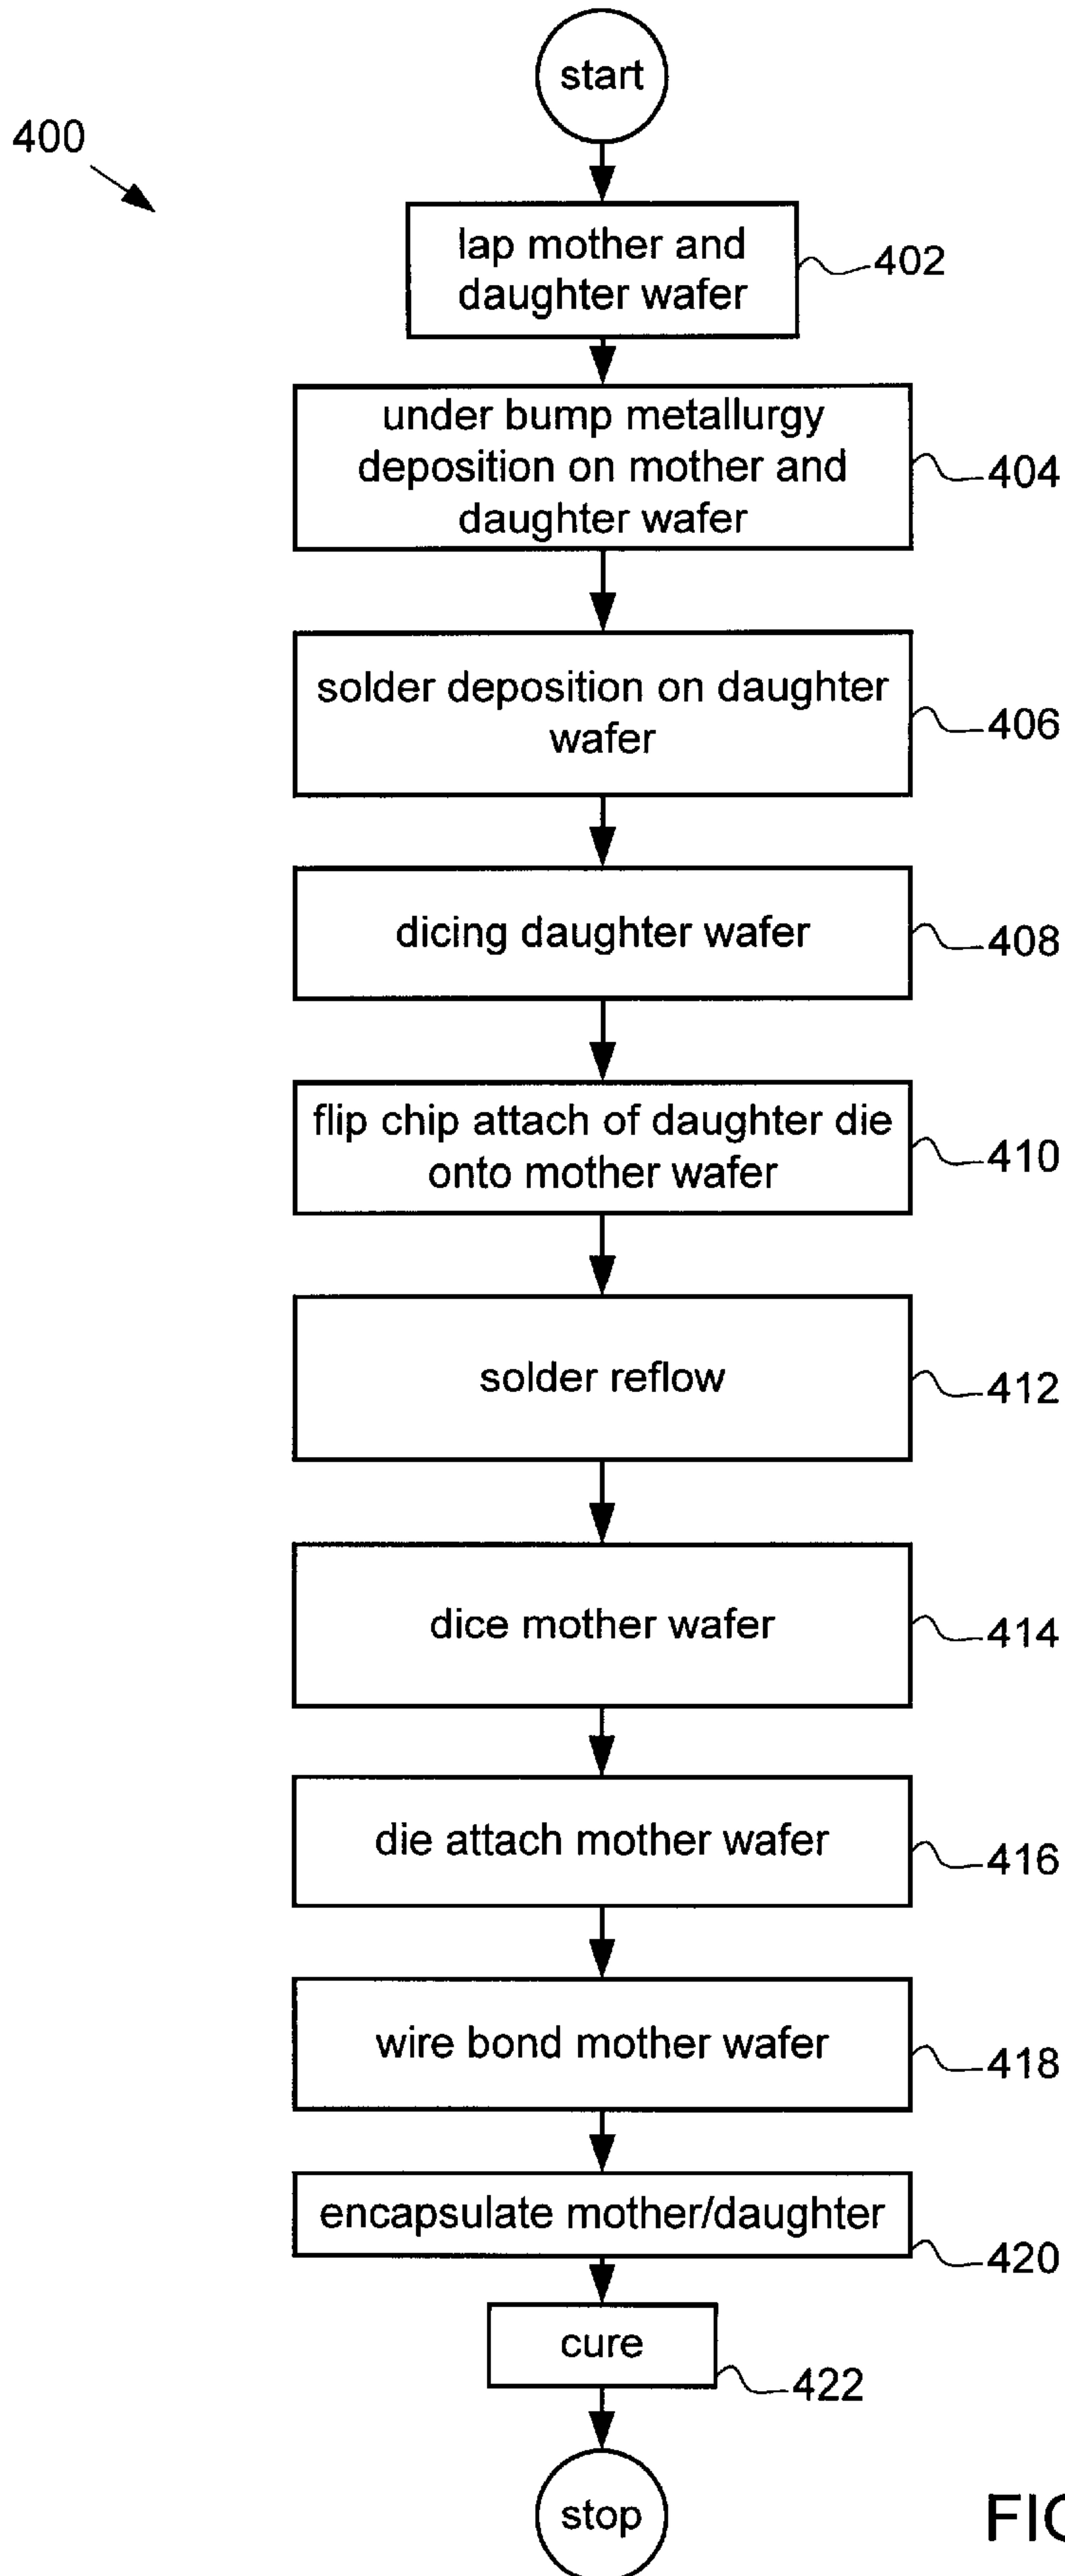 start
400
lap mother and
daughter wafer
402
under bump metallurgy
deposition on mother and
daughter wafer
404
solder deposition on daughter
wafer
406
dicing daughter wafer
408
flip chip attach of daughter die
onto mother wafer
410
solder reflow
412
dice mother wafer
414
die attach mother wafer
416
wire bond mother wafer
418
encapsulate mother/daughter
420
cure
422
stop